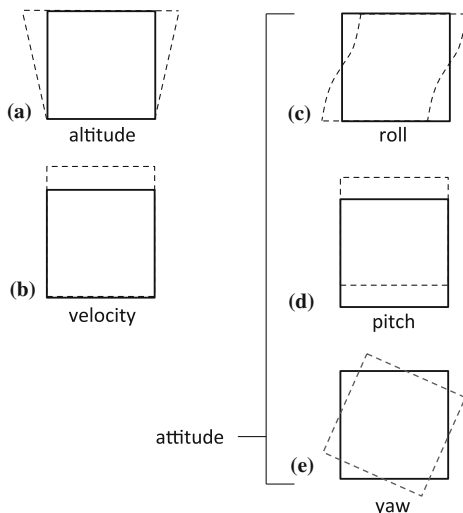 (a)
altitude
(b)
velocity
attitude
(c)
roll
(d)
pitch
(e)
yaw